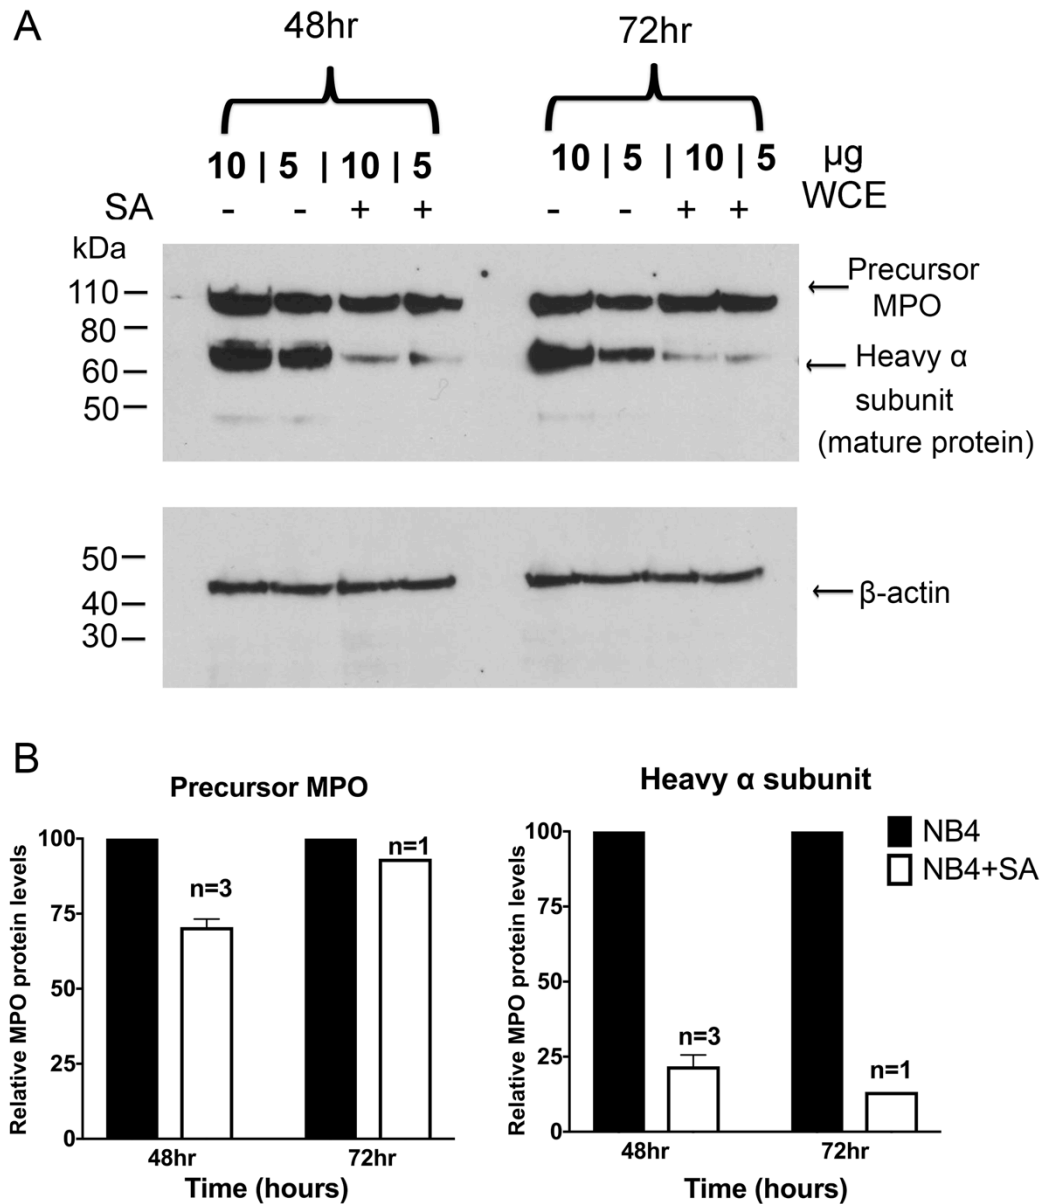 A
48hr 72hr
10 | 5 | 10 | 5 10 | 5 | 10 | 5 µg
SA - - + + - - + + WCE
kDa
110
80
60
50
Precursor
MPO
Heavy α
subunit
(mature protein)
50
40
30
β-actin
B
Precursor MPO
Relative MPO protein levels
100
75
50
25
0
n=3
n=1
48hr 72hr
Time (hours)
Heavy α subunit
Relative MPO protein levels
100
75
50
25
0
n=3
n=1
48hr 72hr
Time (hours)
NB4
NB4+SA